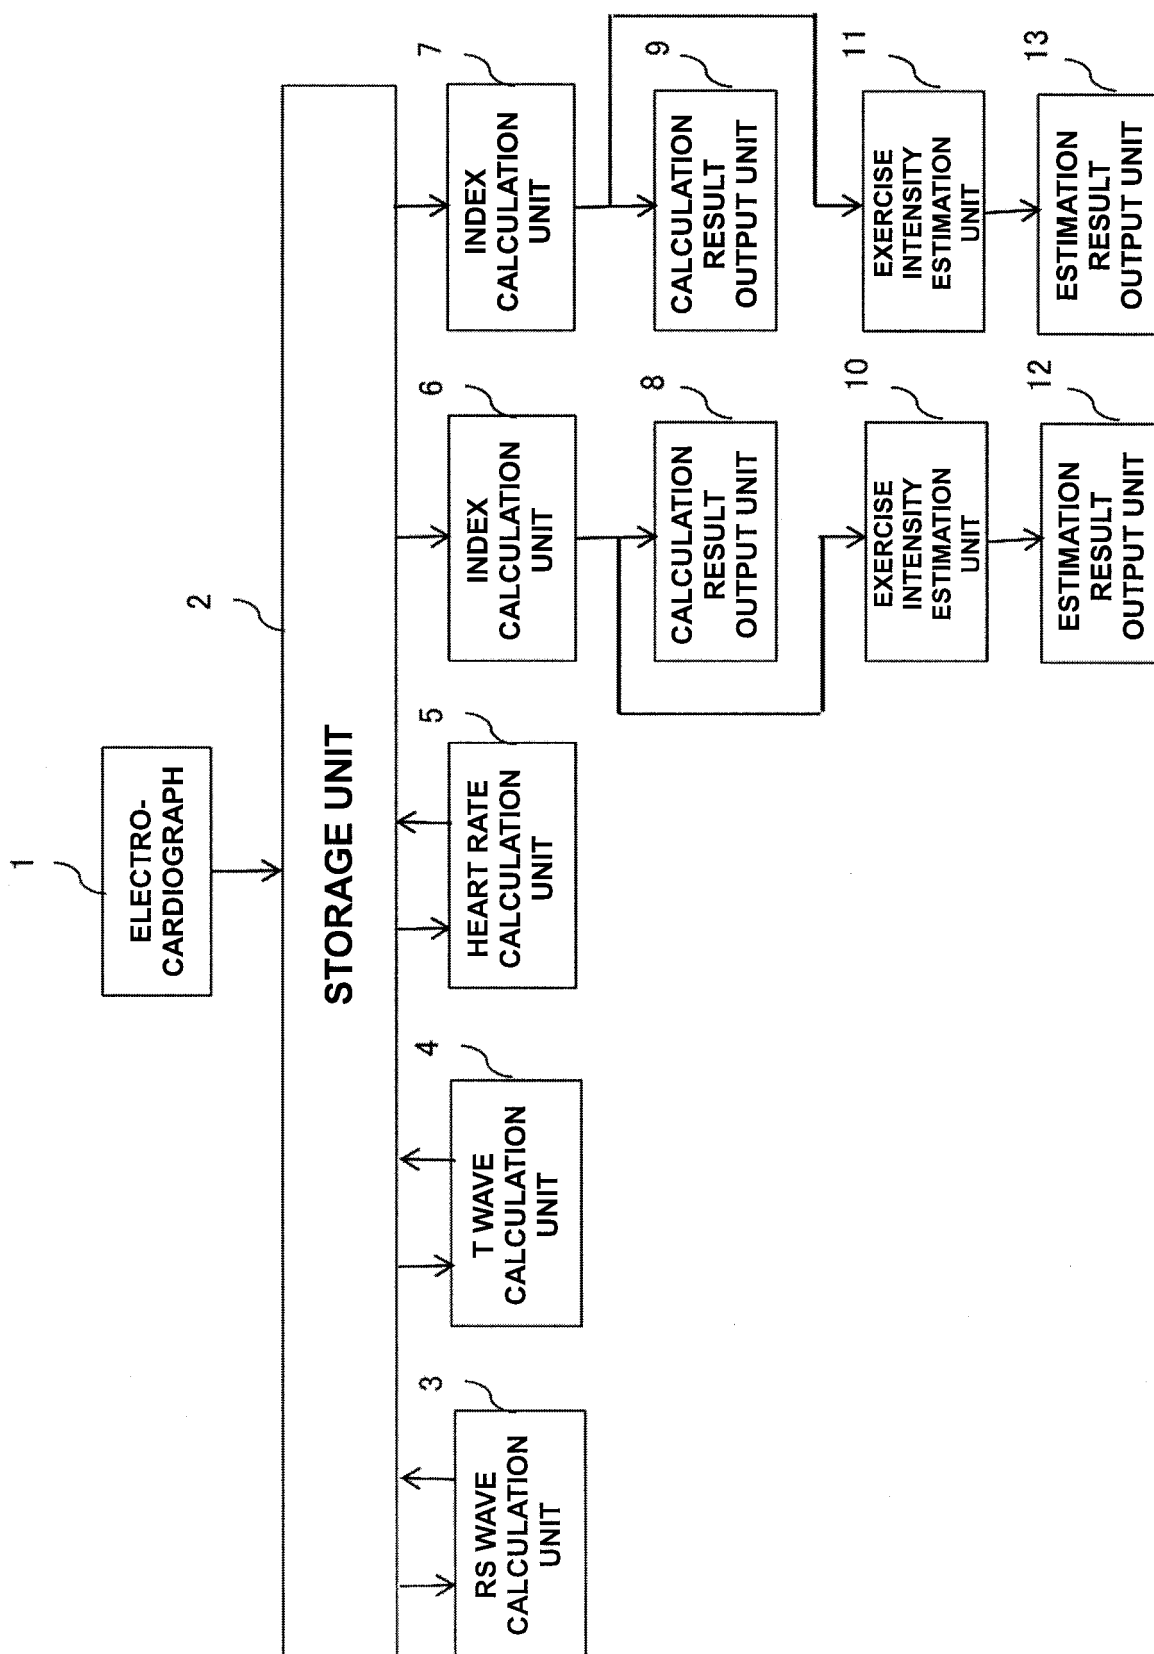 1
ELECTRO-
CARDIOGRAPH
2
STORAGE UNIT
3
RS WAVE
CALCULATION
UNIT
4
T WAVE
CALCULATION
UNIT
5
HEART RATE
CALCULATION
UNIT
6
INDEX
CALCULATION
UNIT
7
INDEX
CALCULATION
UNIT
8
CALCULATION
RESULT
OUTPUT UNIT
9
CALCULATION
RESULT
OUTPUT UNIT
10
EXERCISE
INTENSITY
ESTIMATION
UNIT
11
EXERCISE
INTENSITY
ESTIMATION
UNIT
12
ESTIMATION
RESULT
OUTPUT UNIT
13
ESTIMATION
RESULT
OUTPUT UNIT